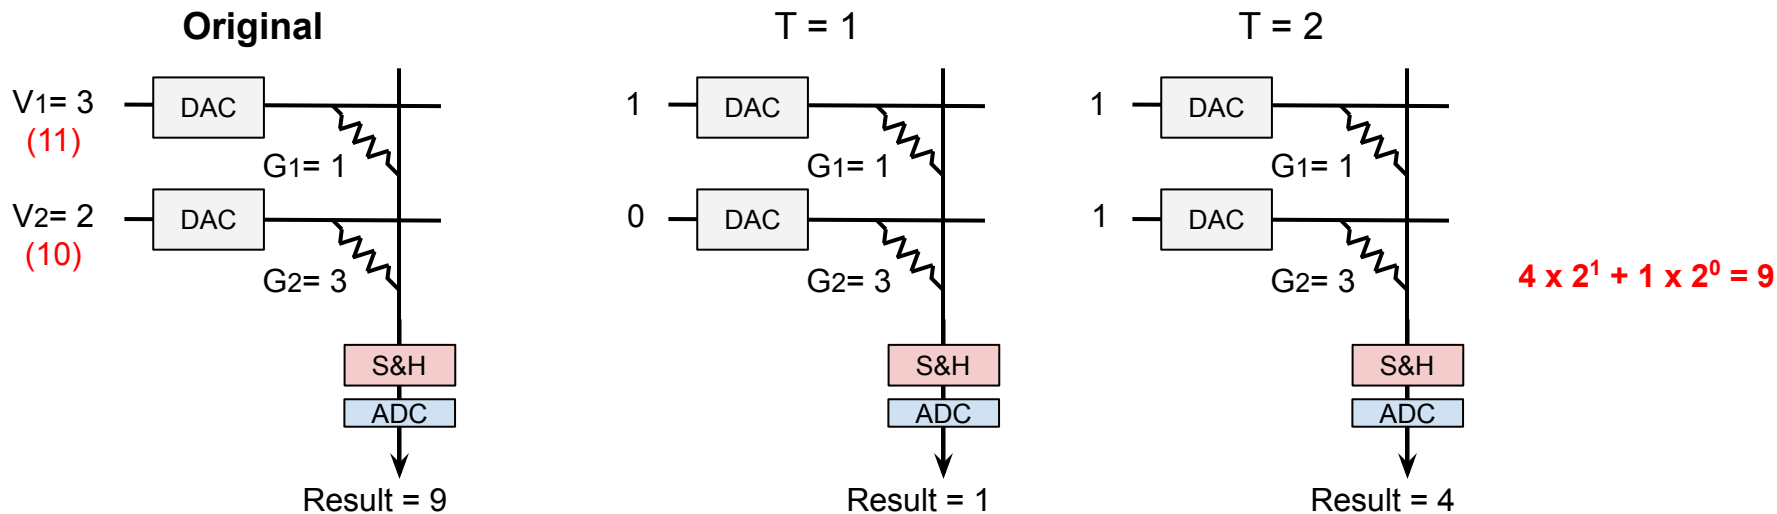 Original
V1= 3
(11)
DAC
G1= 1
V2= 2
(10)
DAC
G2= 3
S&H
ADC
Result = 9
T = 1
1
DAC
G1= 1
0
DAC
G2= 3
S&H
ADC
Result = 1
T = 2
1
DAC
G1= 1
1
DAC
G2= 3
S&H
ADC
Result = 4
4 x 2¹ + 1 x 2⁰ = 9